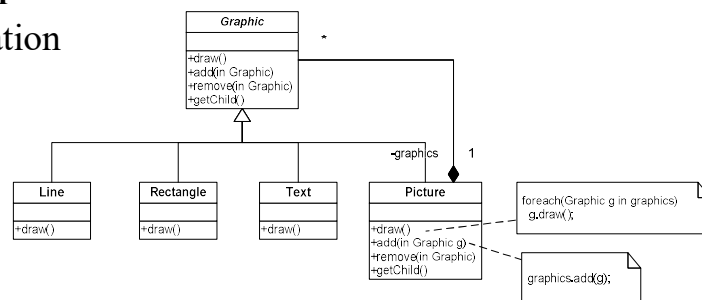 ation
Graphic
*
+draw()
+add(in Graphic)
+remove(in Graphic)
+getChild()
-graphics 1
Line
+draw()
Rectangle
+draw()
Text
+draw()
Picture
+draw()
+add(in Graphic g)
+remove(in Graphic)
+getChild()
foreach(Graphic g in graphics)
g.draw();
graphics.add(g);